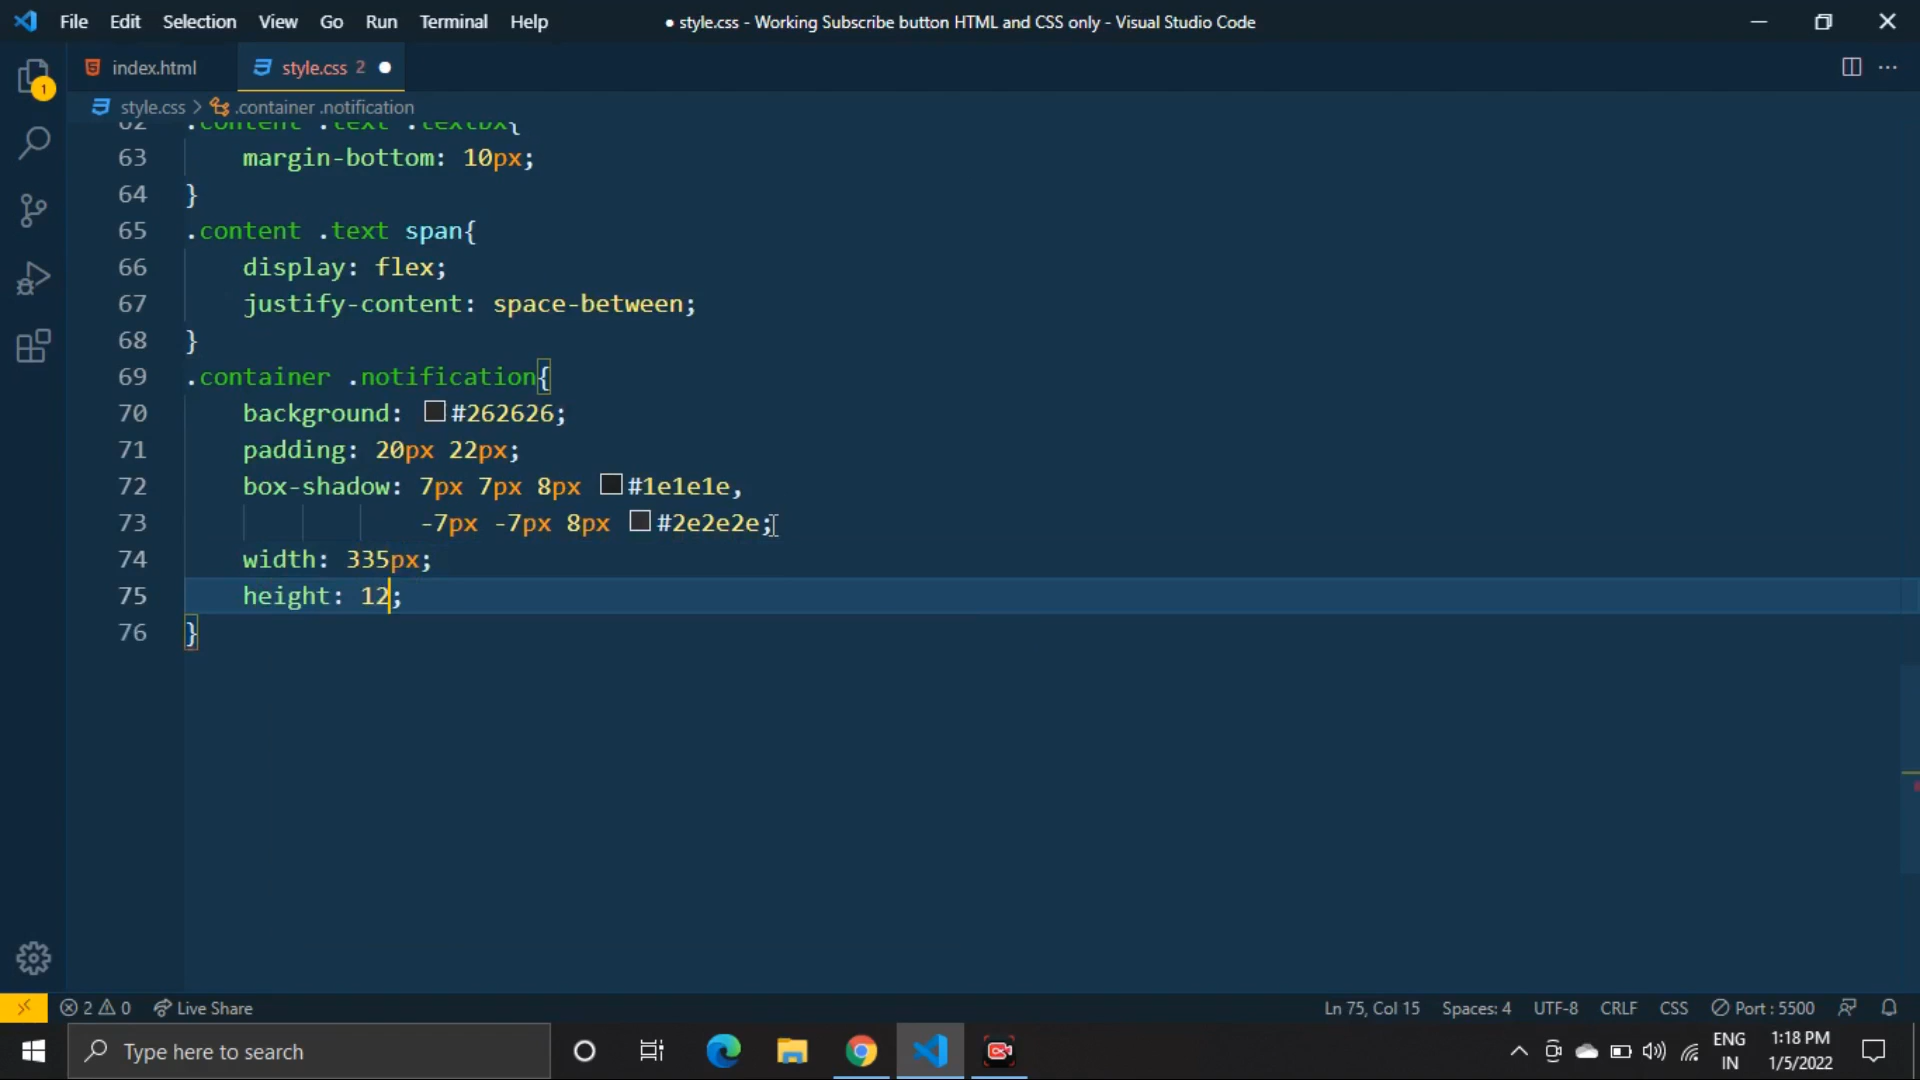 File Edit Selection View Go Run Terminal Help ● style.css - Working Subscribe button HTML and CSS only - Visual Studio Code
index.html style.css 2 ●
style.css > .container .notification
62 .content .text .textbx{
63 margin-bottom: 10px;
64 }
65 .content .text span{
66 display: flex;
67 justify-content: space-between;
68 }
69 .container .notification{
70 background: #262626;
71 padding: 20px 22px;
72 box-shadow: 7px 7px 8px #1e1e1e,
73 -7px -7px 8px #2e2e2e;
74 width: 335px;
75 height: 12;
76 }
1
2 0 Live Share Ln 75, Col 15 Spaces: 4 UTF-8 CRLF CSS Port : 5500
Type here to search
ENG
IN
1:18 PM
1/5/2022